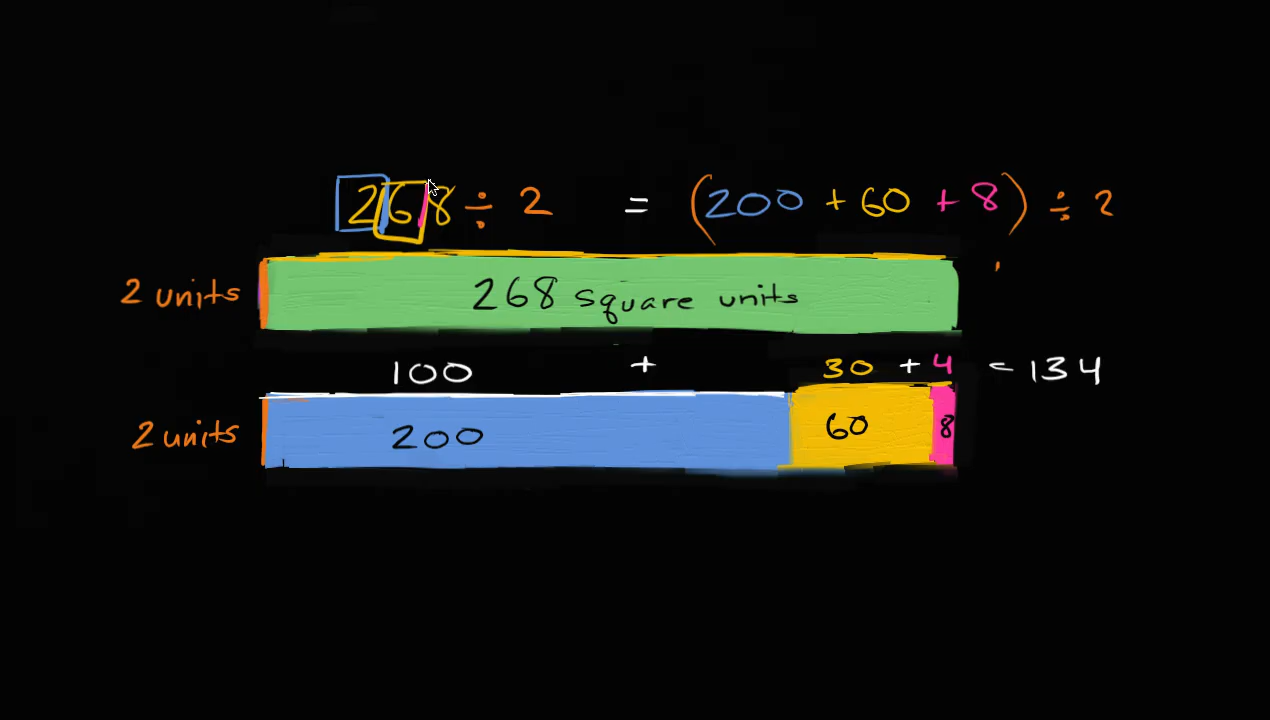 268 ÷ 2 = (200 + 60 + 8) ÷ 2
2 units 268 square units
100 + 30 + 4 = 134
2 units 200 60 8